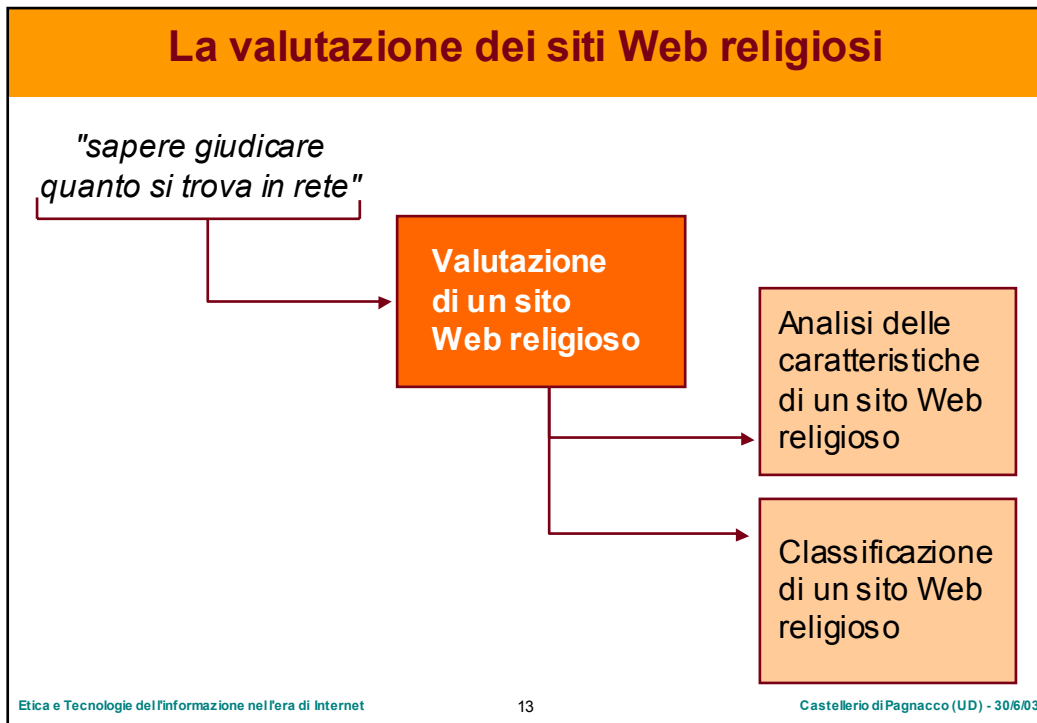 La valutazione dei siti Web religiosi
"sapere giudicare
quanto si trova in rete"
Valutazione
di un sito
Web religioso
Analisi delle
caratteristiche
di un sito Web
religioso
Classificazione
di un sito Web
religioso
Etica e Tecnologie dell'informazione nell'era di Internet
13
Castellerio di Pagnacco (UD) - 30/6/03